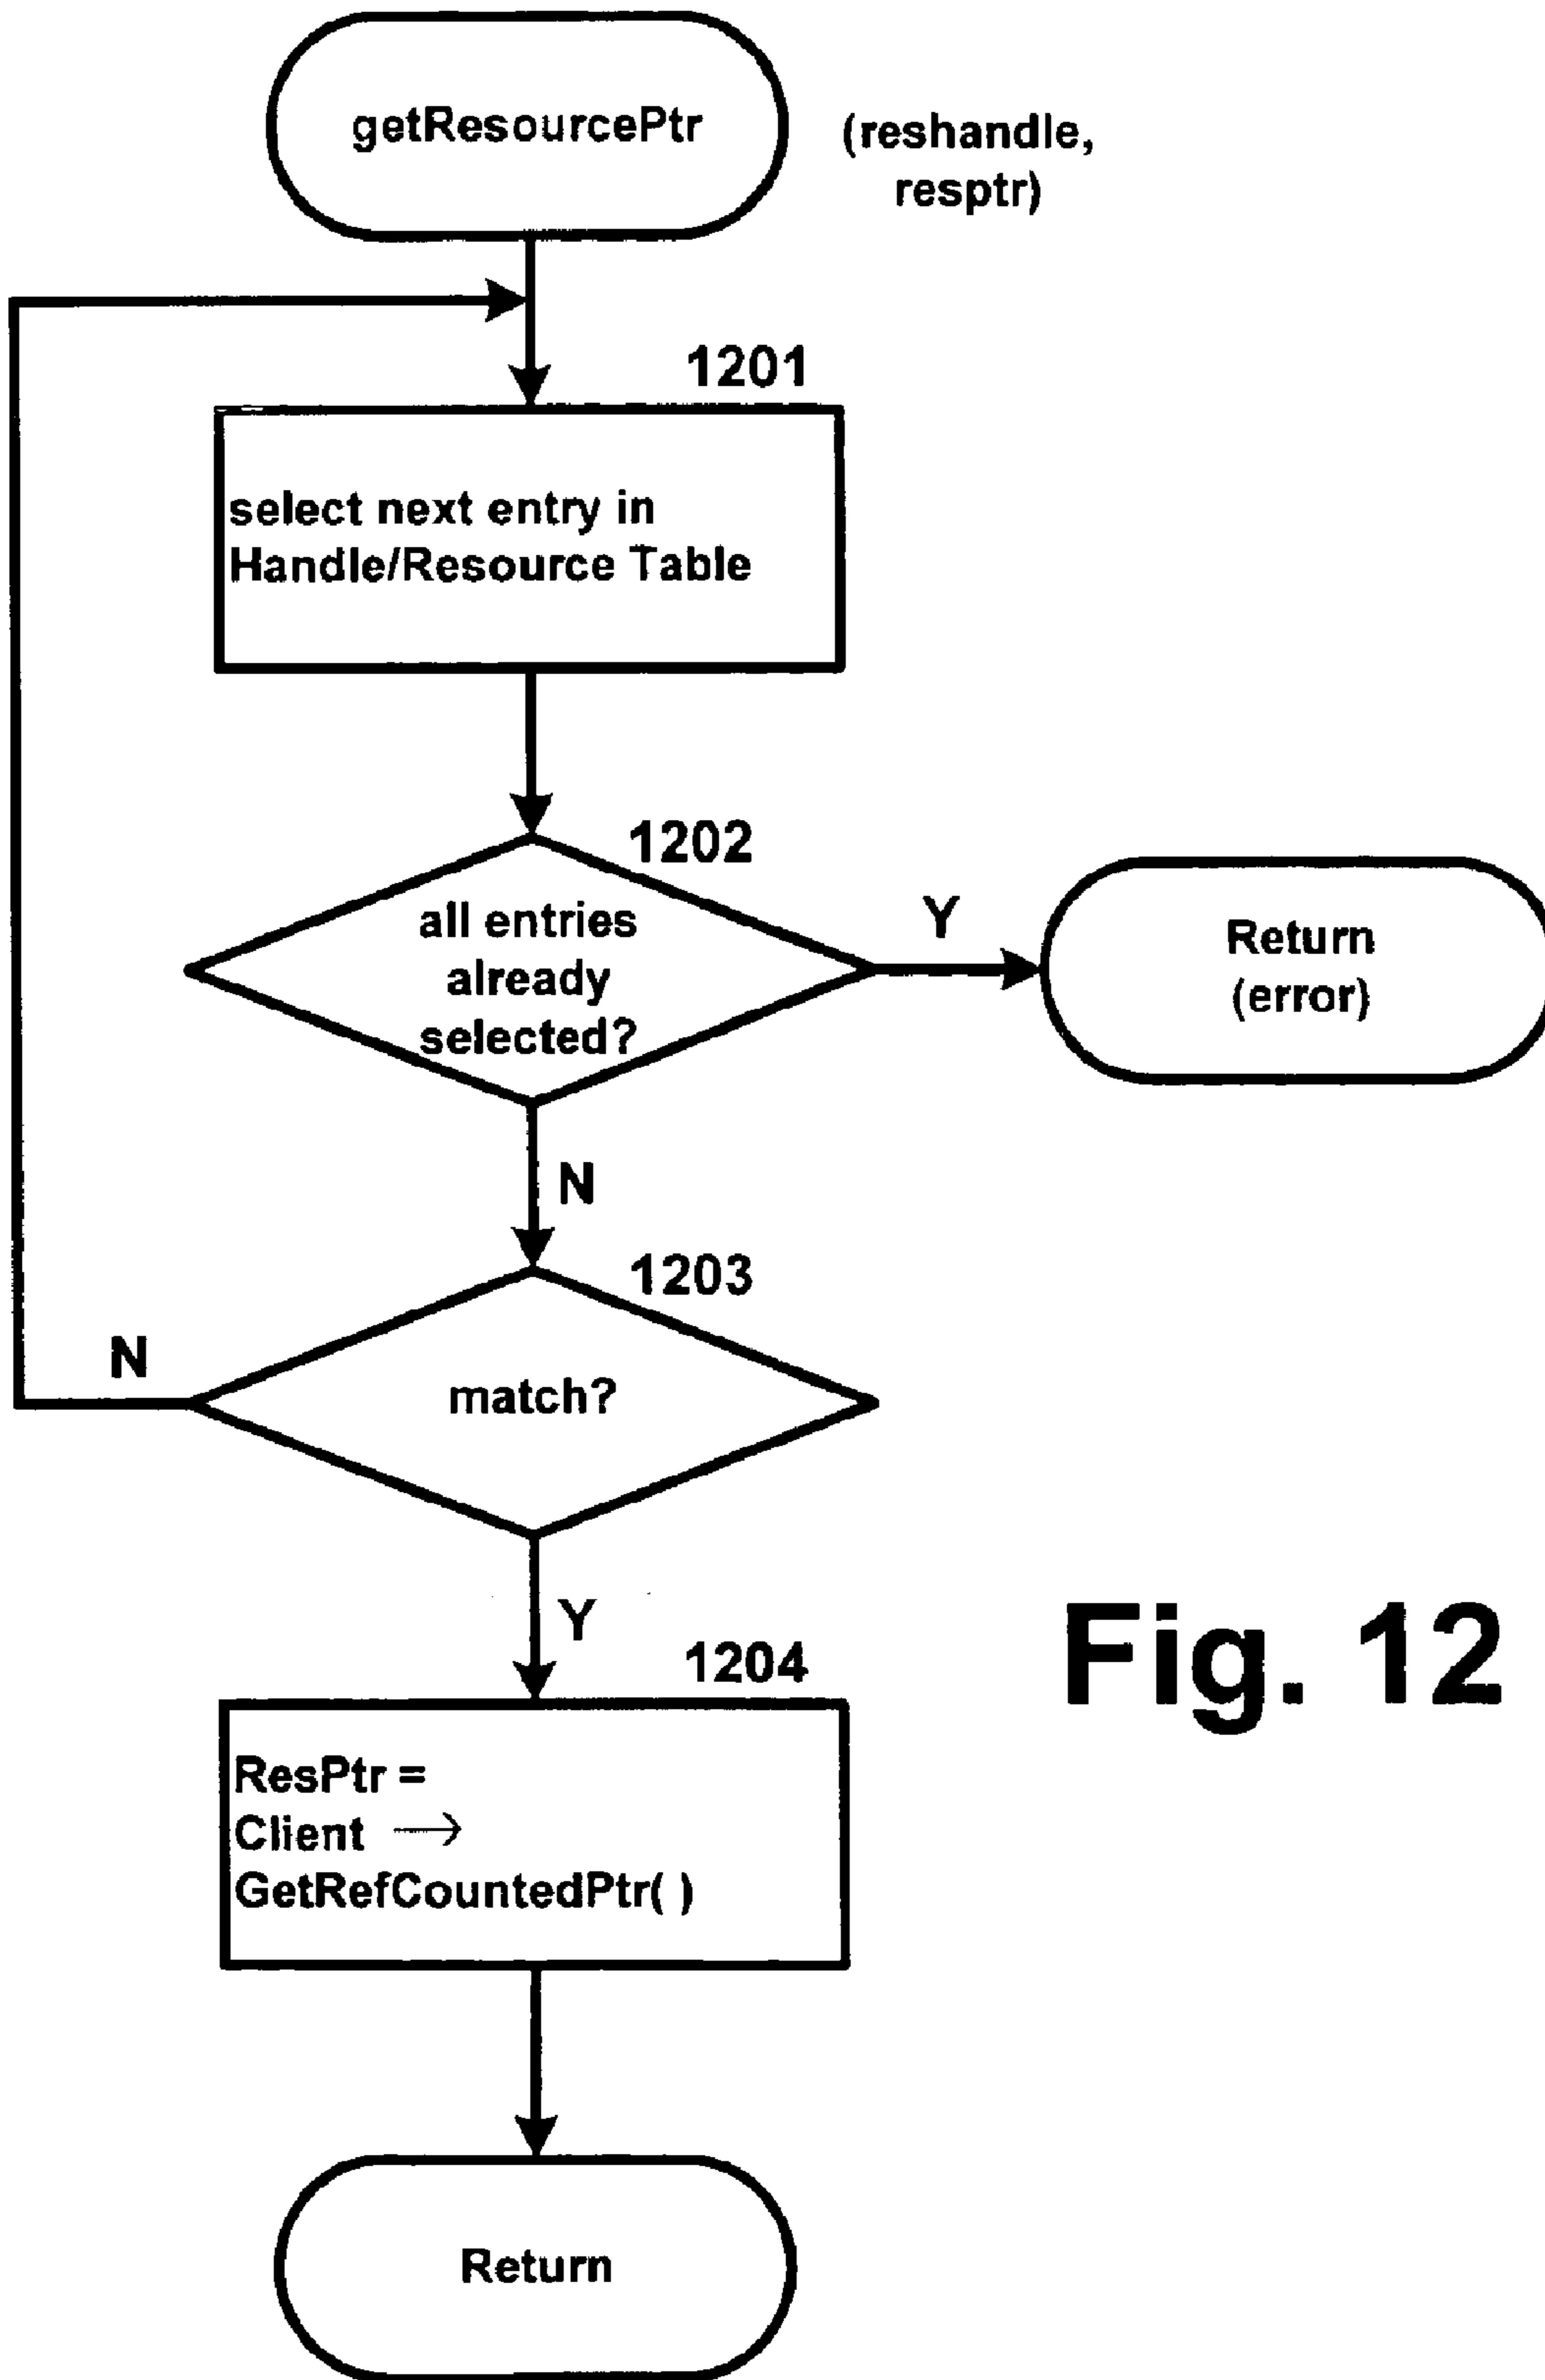 getResourcePtr
(reshandle,
resptr)
1201
select next entry in
Handle/Resource Table
1202
all entries
already
selected?
Y
Return
(error)
N
1203
match?
N
Y
1204
ResPtr =
Client →
GetRefCountedPtr( )
Return
Fig. 12